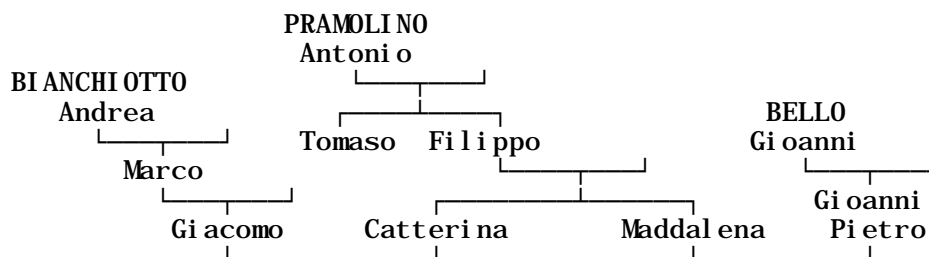 PRAMOLINO
Antonio
BIANCHIOTTO
Andrea
Tomaso Filippo
BELLO
Gioanni
Marco
Gioanni
Giacomo Catterina Maddalena Pietro